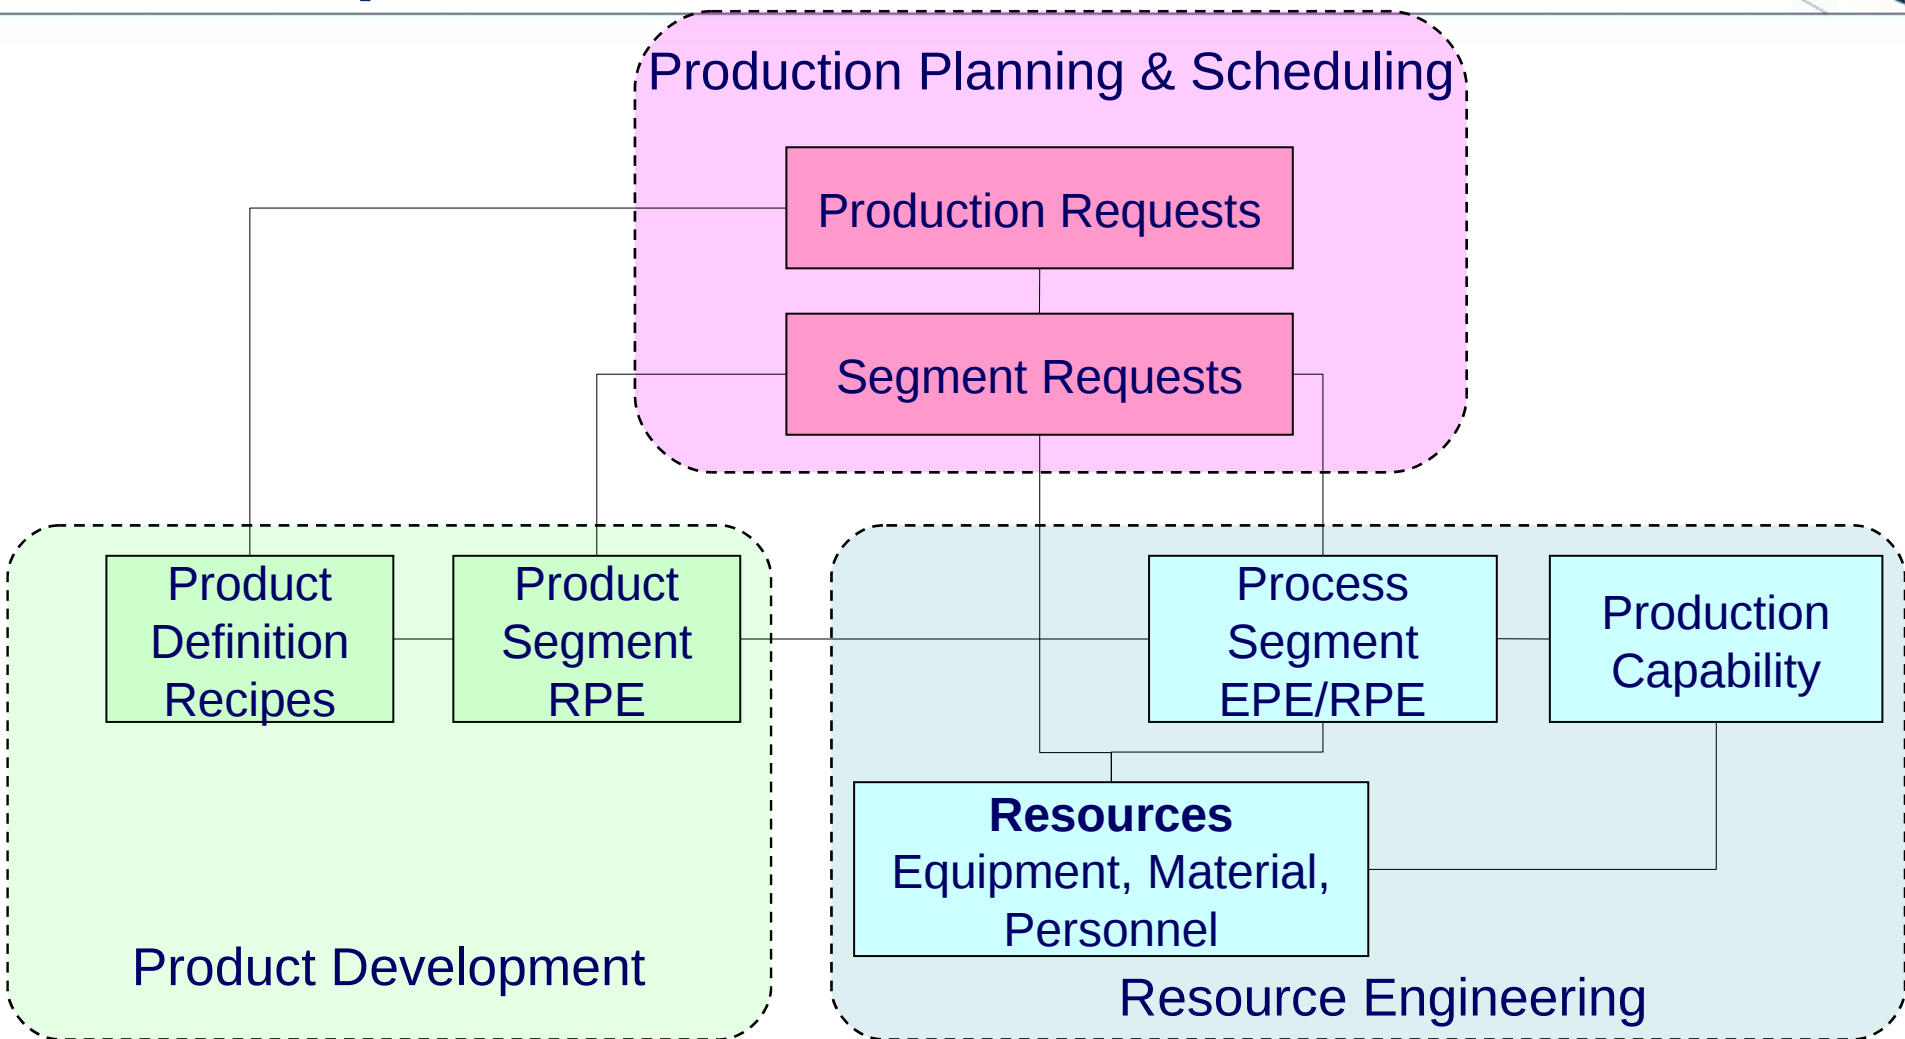 Production Planning & Scheduling
Production Requests
Segment Requests
Product
Definition
Recipes
Product
Segment
RPE
Process
Segment
EPE/RPE
Production
Capability
Resources
Equipment, Material,
Personnel
Product Development
Resource Engineering